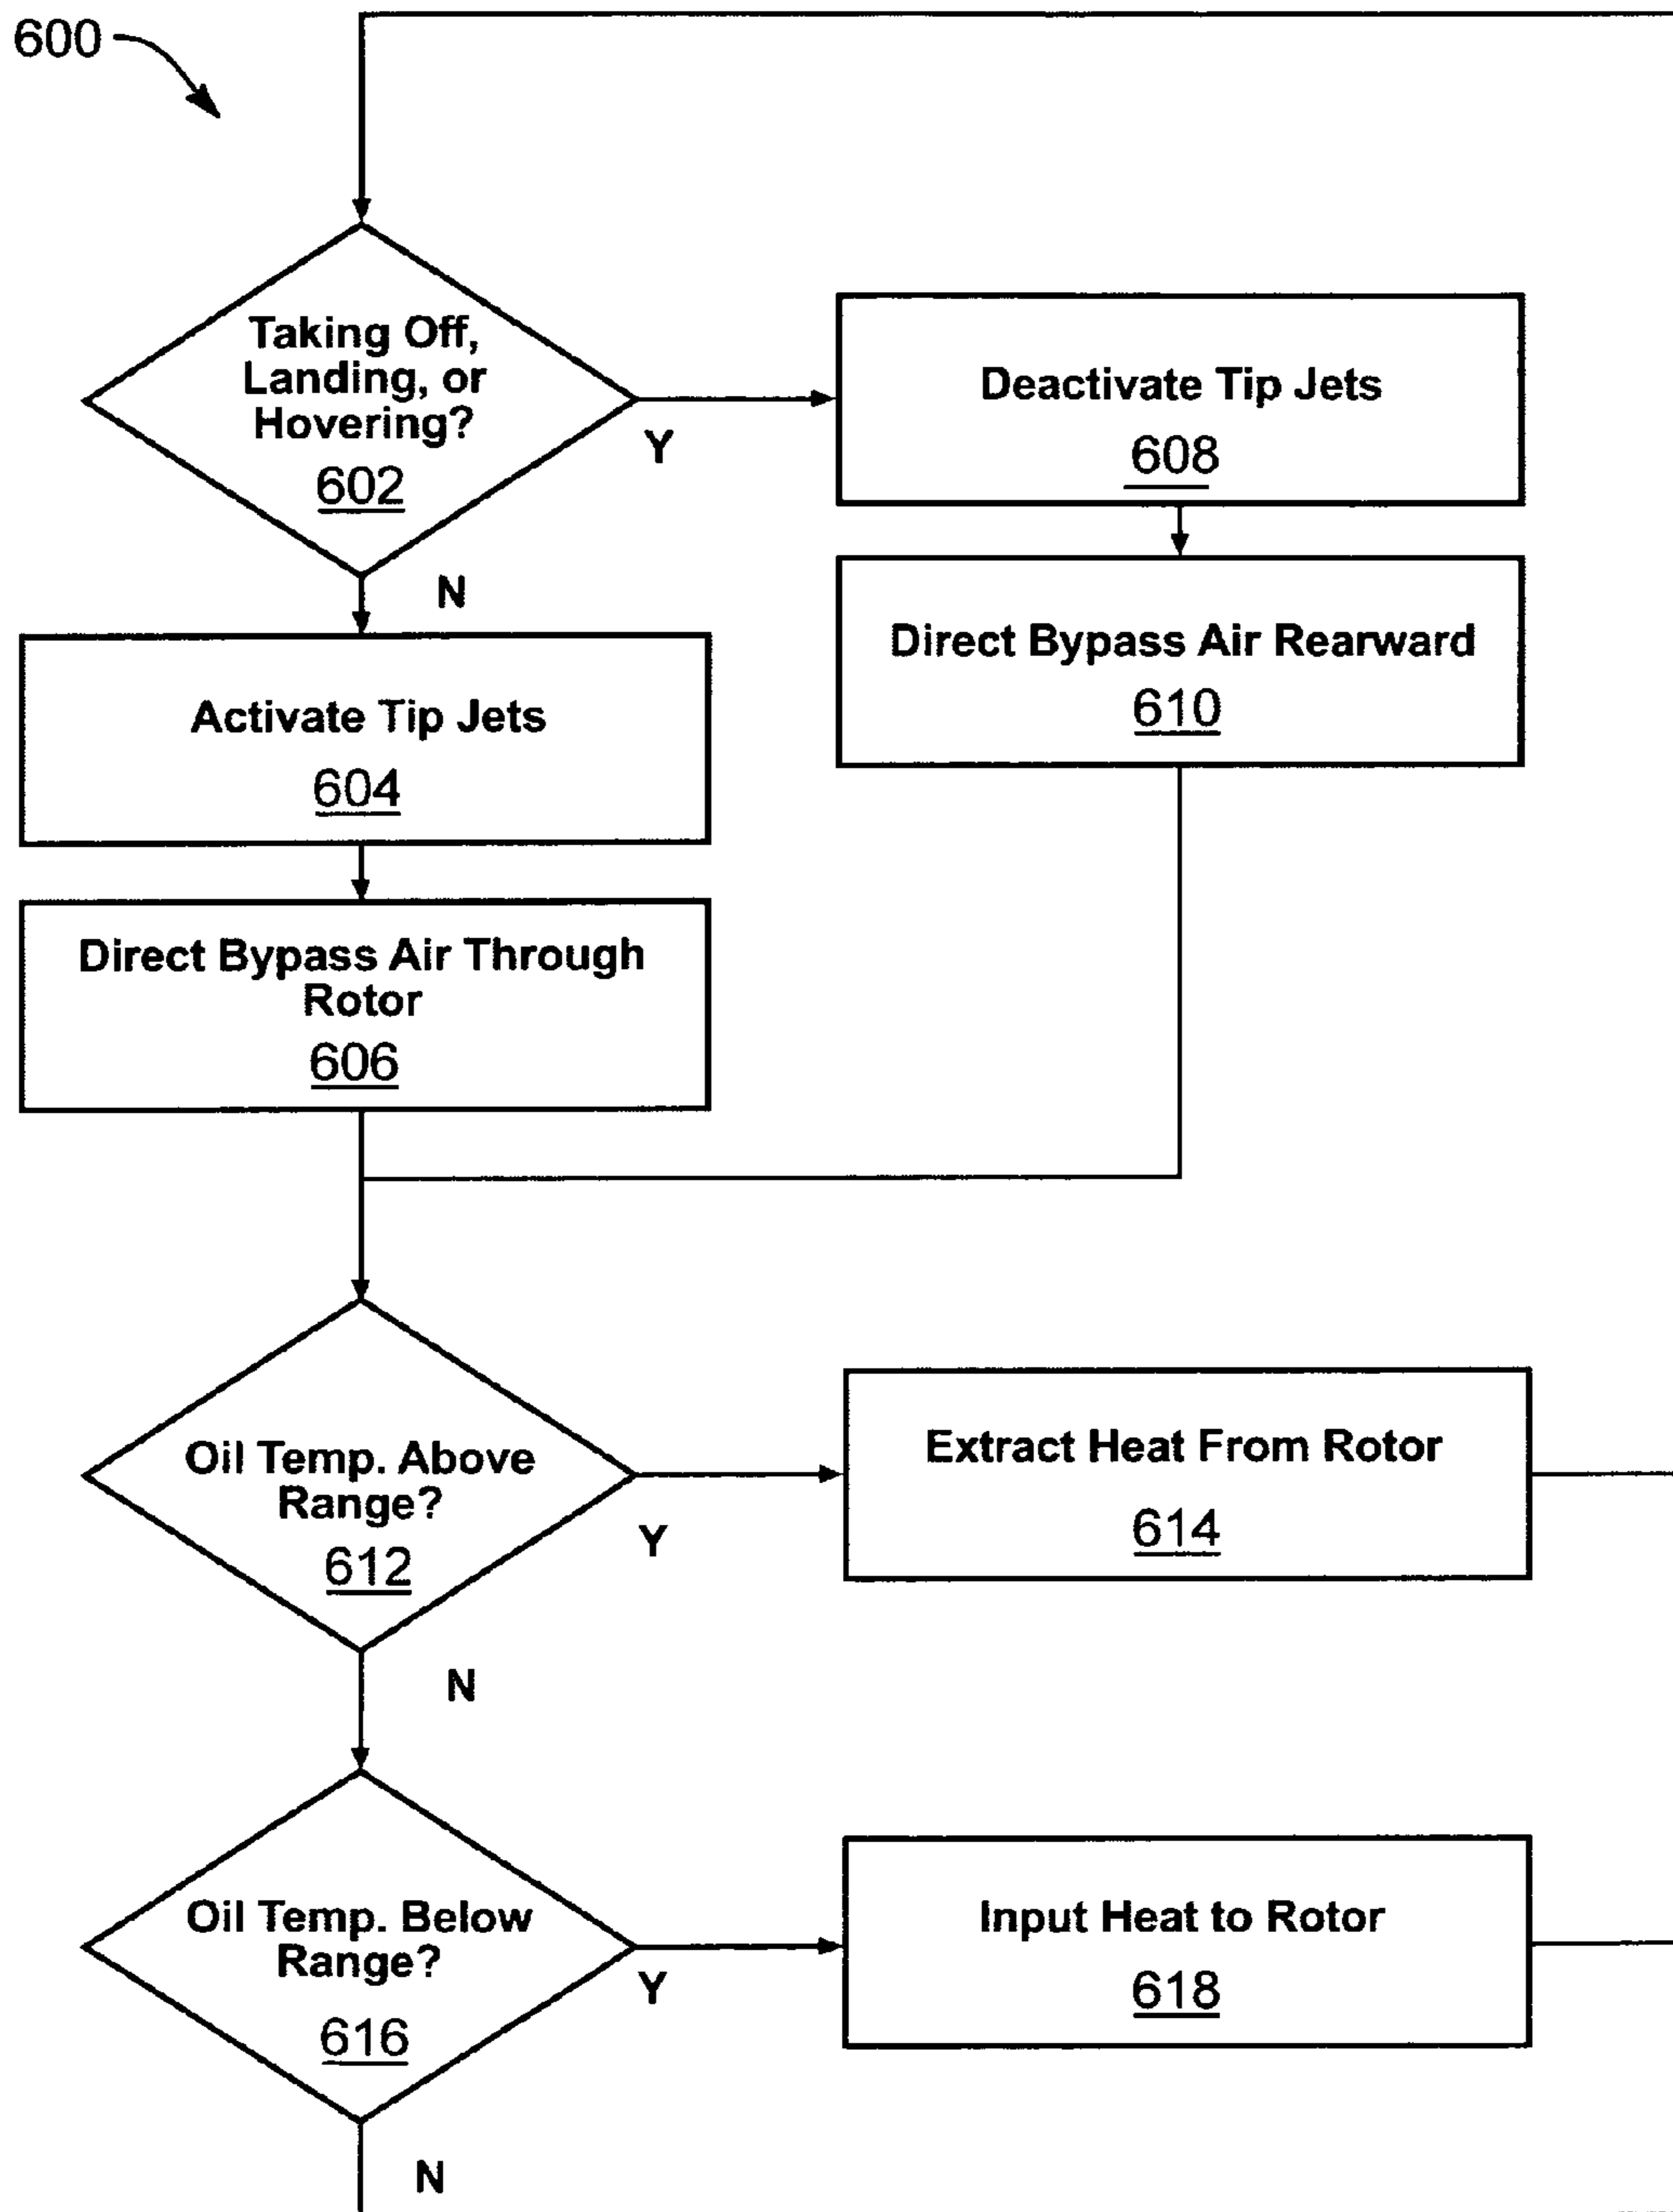 600
Taking Off,
Landing, or
Hovering?
602
Y
N
Deactivate Tip Jets
608
Direct Bypass Air Rearward
610
Activate Tip Jets
604
Direct Bypass Air Through
Rotor
606
Oil Temp. Above
Range?
612
Y
N
Extract Heat From Rotor
614
Oil Temp. Below
Range?
616
Y
N
Input Heat to Rotor
618